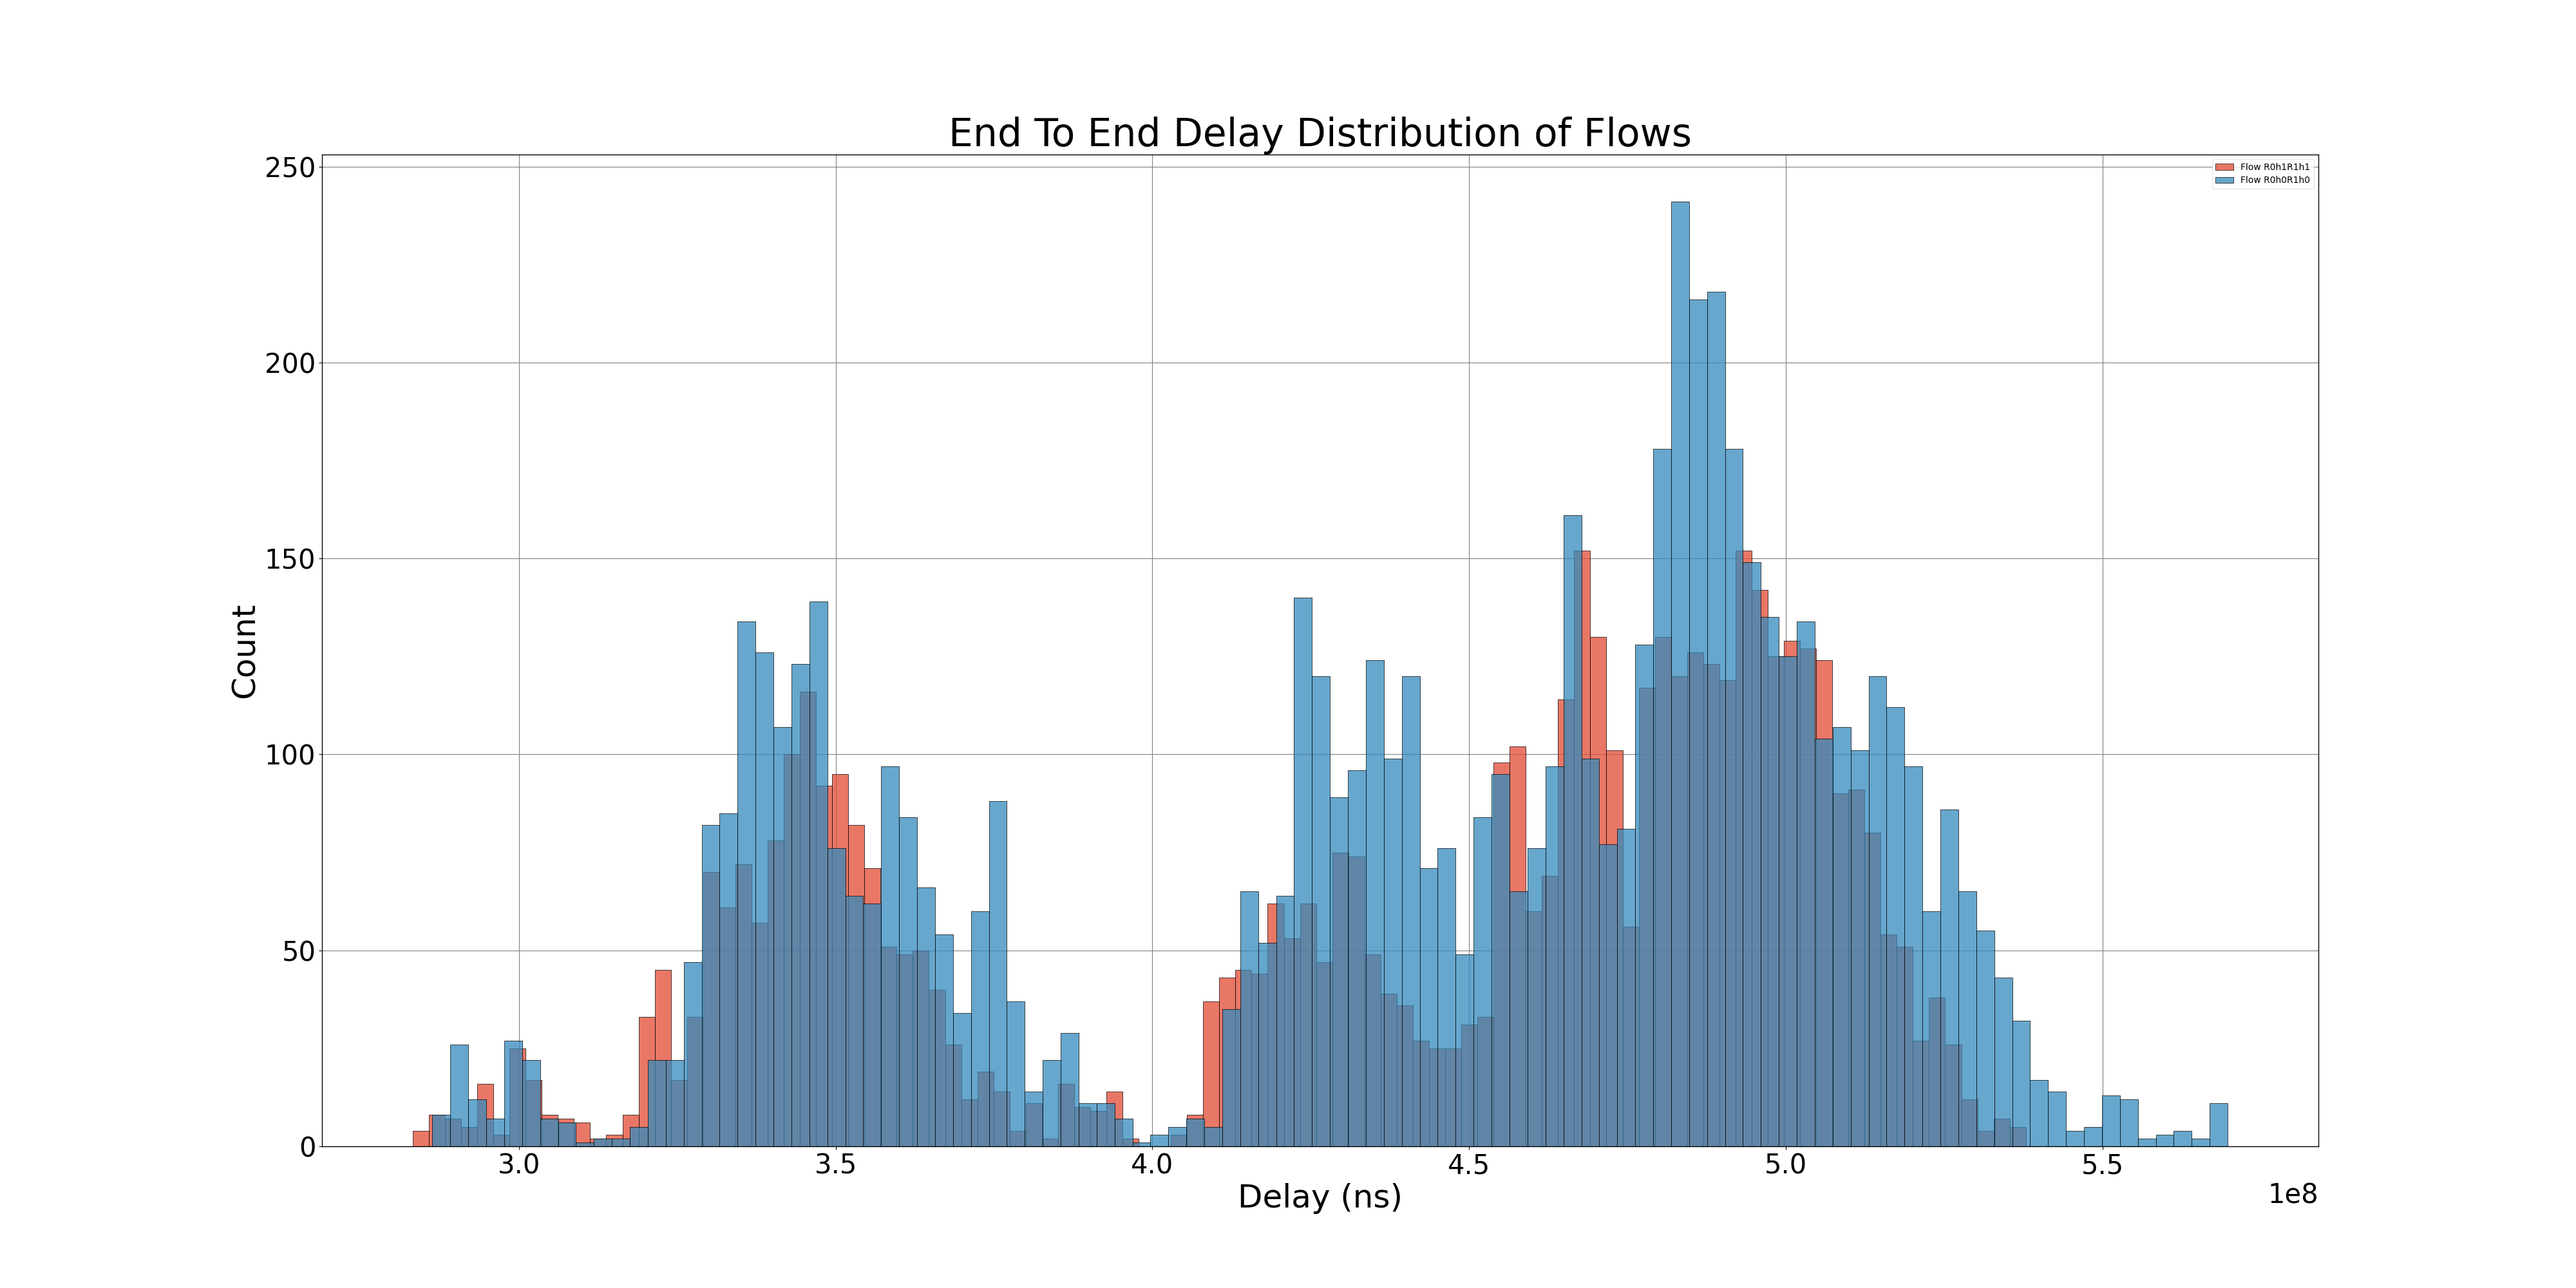 End To End Delay Distribution of Flows
Flow R0h1R1h1
Flow R0h0R1h0
250
200
150
100
50
0
Count
3.0 3.5 4.0 4.5 5.0 5.5
Delay (ns)
1e8